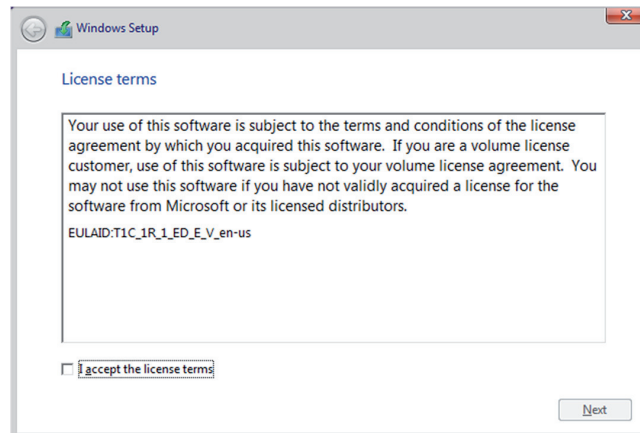 Windows Setup
License terms
Your use of this software is subject to the terms and conditions of the license
agreement by which you acquired this software.  If you are a volume license
customer, use of this software is subject to your volume license agreement.  You
may not use this software if you have not validly acquired a license for the
software from Microsoft or its licensed distributors.
EULAID:T1C_1R_1_ED_E_V_en-us
I accept the license terms
Next